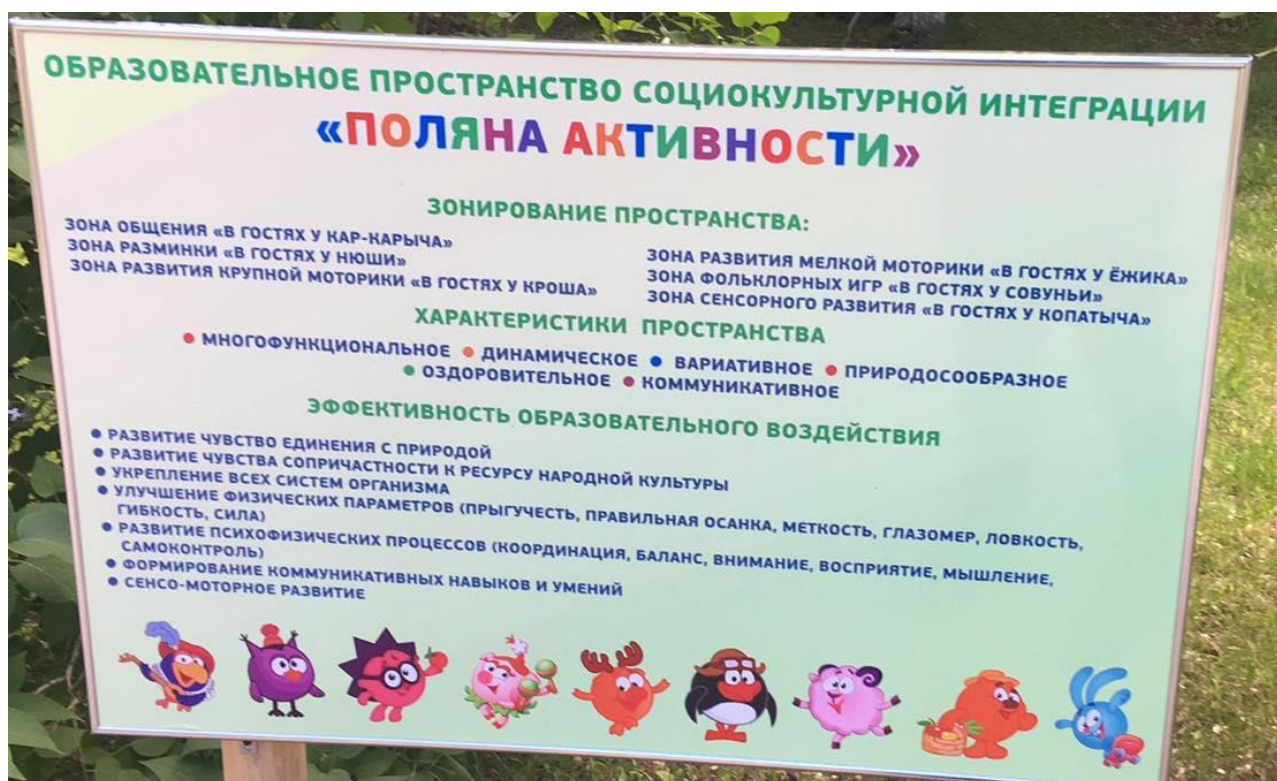 ОБРАЗОВАТЕЛЬНОЕ ПРОСТРАНСТВО СОЦИОКУЛЬТУРНОЙ ИНТЕГРАЦИИ
«ПОЛЯНА АКТИВНОСТИ»
ЗОНИРОВАНИЕ ПРОСТРАНСТВА:
ЗОНА ОБЩЕНИЯ «В ГОСТЯХ У КАР-КАРЫЧА»
ЗОНА РАЗМИНКИ «В ГОСТЯХ У НЮШИ»
ЗОНА РАЗВИТИЯ КРУПНОЙ МОТОРИКИ «В ГОСТЯХ У КРОША»
ЗОНА РАЗВИТИЯ МЕЛКОЙ МОТОРИКИ «В ГОСТЯХ У ЁЖИКА»
ЗОНА ФОЛЬКЛОРНЫХ ИГР «В ГОСТЯХ У СОВУНЬИ»
ЗОНА СЕНСОРНОГО РАЗВИТИЯ «В ГОСТЯХ У КОПАТЫЧА»
ХАРАКТЕРИСТИКИ ПРОСТРАНСТВА
• МНОГОФУНКЦИОНАЛЬНОЕ • ДИНАМИЧЕСКОЕ • ВАРИАТИВНОЕ • ПРИРОДОСООБРАЗНОЕ
• ОЗДОРОВИТЕЛЬНОЕ • КОММУНИКАТИВНОЕ
ЭФФЕКТИВНОСТЬ ОБРАЗОВАТЕЛЬНОГО ВОЗДЕЙСТВИЯ
• РАЗВИТИЕ ЧУВСТВО ЕДИНЕНИЯ С ПРИРОДОЙ
• РАЗВИТИЕ ЧУВСТВА СОПРИЧАСТНОСТИ К РЕСУРСУ НАРОДНОЙ КУЛЬТУРЫ
• УКРЕПЛЕНИЕ ВСЕХ СИСТЕМ ОРГАНИЗМА
• УЛУЧШЕНИЕ ФИЗИЧЕСКИХ ПАРАМЕТРОВ (ПРЫГУЧЕСТЬ, ПРАВИЛЬНАЯ ОСАНКА, МЕТКОСТЬ, ГЛАЗОМЕР, ЛОВКОСТЬ,
ГИБКОСТЬ, СИЛА)
• РАЗВИТИЕ ПСИХОФИЗИЧЕСКИХ ПРОЦЕССОВ (КООРДИНАЦИЯ, БАЛАНС, ВНИМАНИЕ, ВОСПРИЯТИЕ, МЫШЛЕНИЕ,
САМОКОНТРОЛЬ)
• ФОРМИРОВАНИЕ КОММУНИКАТИВНЫХ НАВЫКОВ И УМЕНИЙ
• СЕНСО-МОТОРНОЕ РАЗВИТИЕ